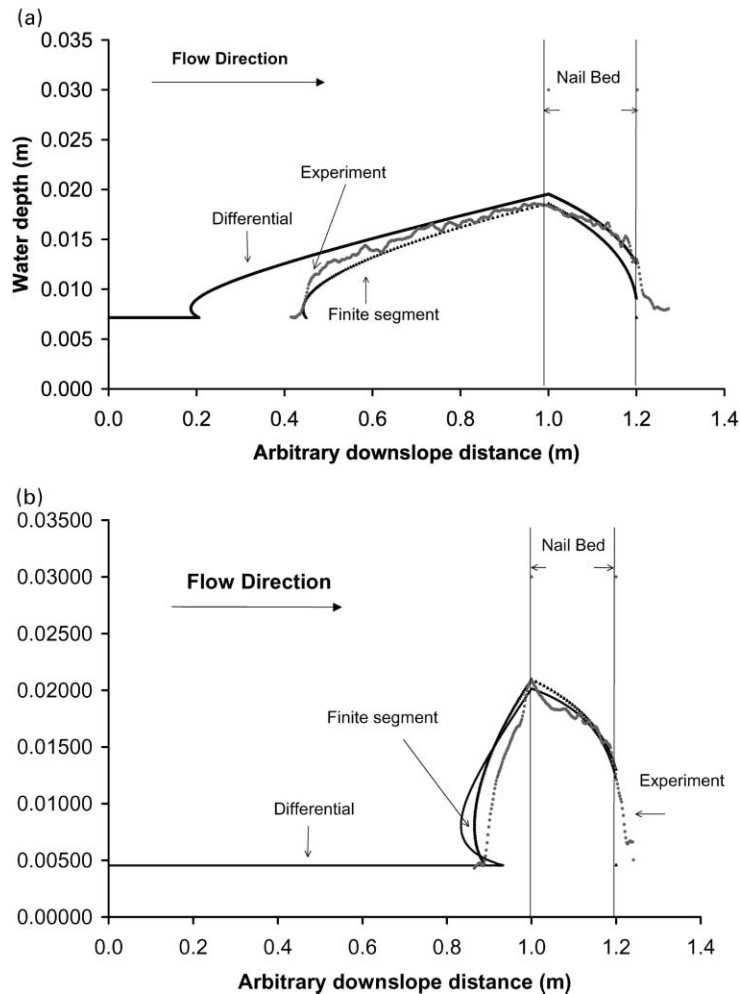 (a)
0.035
Flow Direction
Nail Bed
0.030
0.025
Water depth (m)
Experiment
0.020
Differential
0.015
0.010
Finite segment
0.005
0.000
0.0 0.2 0.4 0.6 0.8 1.0 1.2 1.4
Arbitrary downslope distance (m)
(b)
0.03500
Nail Bed
0.03000
Flow Direction
0.02500
0.02000
Finite segment
0.01500
Experiment
0.01000
Differential
0.00500
0.00000
0.0 0.2 0.4 0.6 0.8 1.0 1.2 1.4
Arbitrary downslope distance (m)